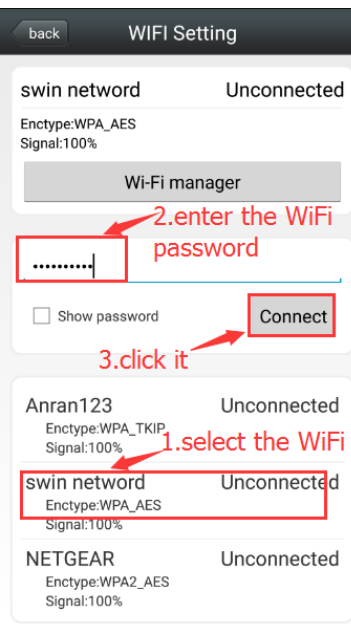 back WIFI Setting
swin netword Unconnected
Enctype:WPA_AES
Signal:100%
Wi-Fi manager
2.enter the WiFi
password
••••••••••
Show password Connect
3.click it
Anran123 Unconnected
Enctype:WPA_TKIP
Signal:100%
1.select the WiFi
swin netword Unconnected
Enctype:WPA_AES
Signal:100%
NETGEAR Unconnected
Enctype:WPA2_AES
Signal:100%